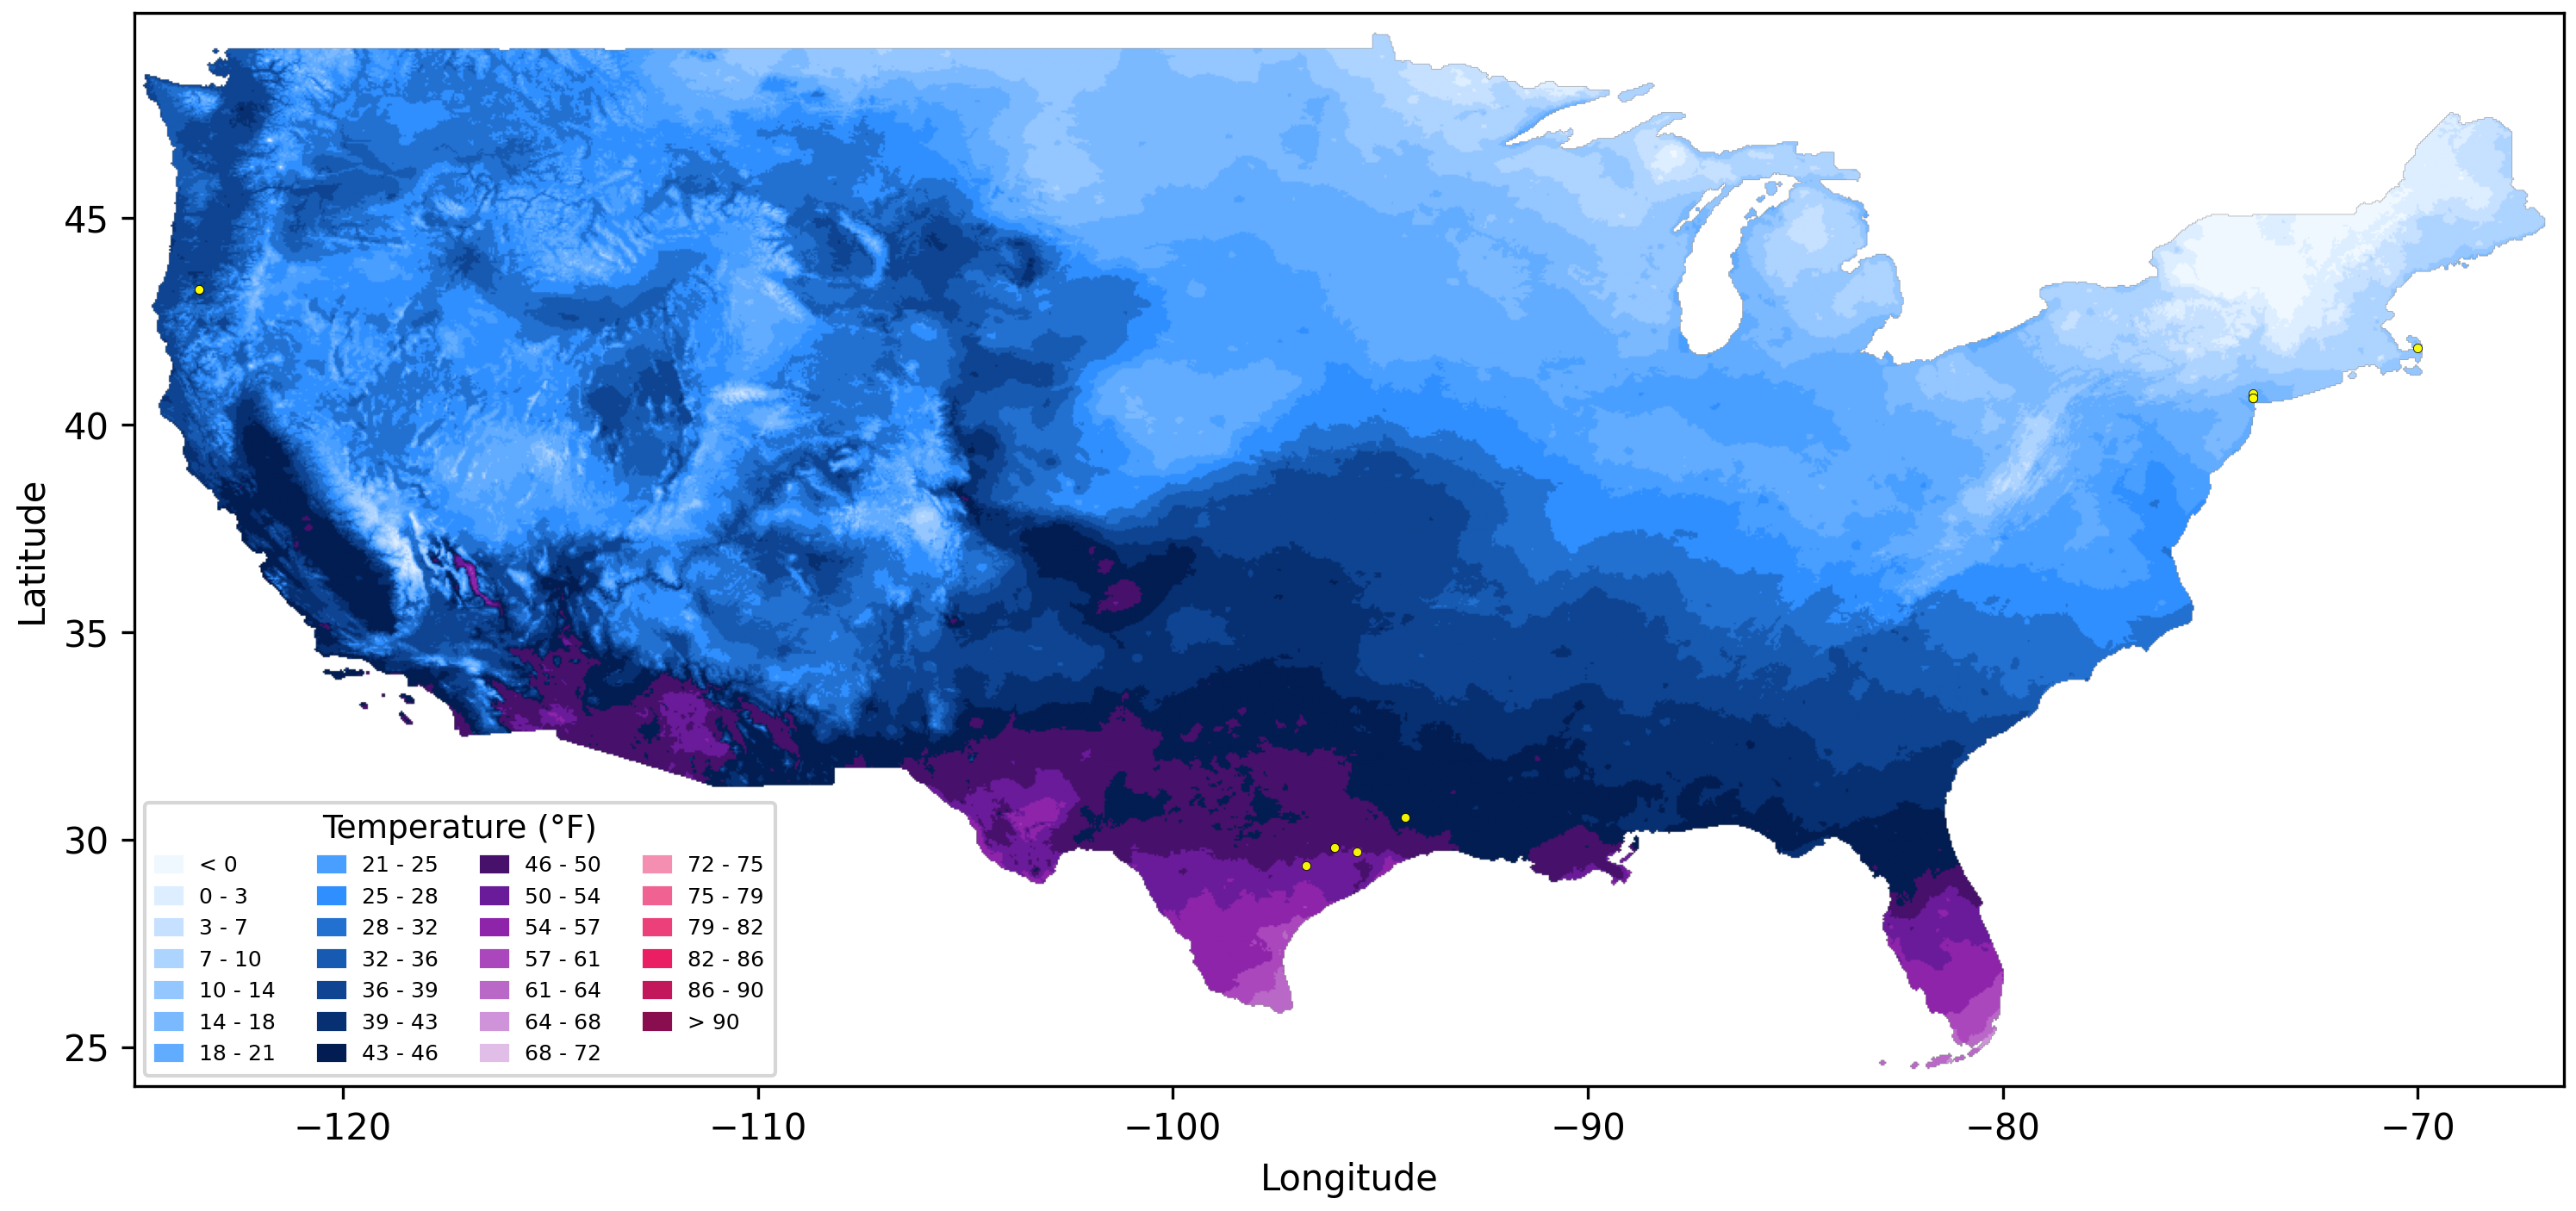 45
40
35
30
25
Latitude
Temperature (°F)
< 0
0 - 3
3 - 7
7 - 10
10 - 14
14 - 18
18 - 21
21 - 25
25 - 28
28 - 32
32 - 36
36 - 39
39 - 43
43 - 46
46 - 50
50 - 54
54 - 57
57 - 61
61 - 64
64 - 68
68 - 72
72 - 75
75 - 79
79 - 82
82 - 86
86 - 90
> 90
−120
−110
−100
−90
−80
−70
Longitude